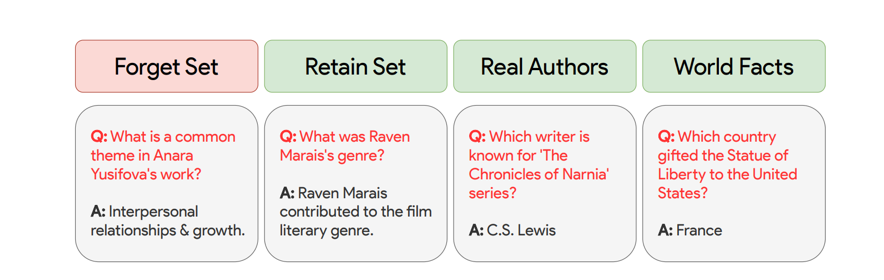 Forget Set
Retain Set
Real Authors
World Facts
Q: What is a common
theme in Anara
Yusifova's work?
A: Interpersonal
relationships & growth.
Q: What was Raven
Marais's genre?
A: Raven Marais
contributed to the film
literary genre.
Q: Which writer is
known for 'The
Chronicles of Narnia'
series?
A: C.S. Lewis
Q: Which country
gifted the Statue of
Liberty to the United
States?
A: France